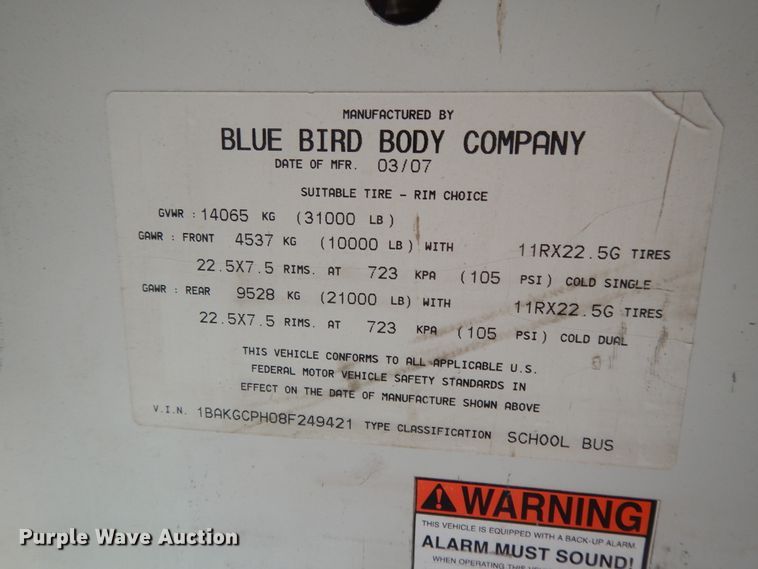 MANUFACTURED BY
BLUE BIRD BODY COMPANY
DATE OF MFR. 03/07
SUITABLE TIRE - RIM CHOICE
GVWR : 14065 KG (31000 LB)
GAWR : FRONT 4537 KG (10000 LB) WITH 11RX22.5G TIRES
22.5X7.5 RIMS. AT 723 KPA (105 PSI) COLD SINGLE
GAWR : REAR 9528 KG (21000 LB) WITH 11RX22.5G TIRES
22.5X7.5 RIMS. AT 723 KPA (105 PSI) COLD DUAL
THIS VEHICLE CONFORMS TO ALL APPLICABLE U.S.
FEDERAL MOTOR VEHICLE SAFETY STANDARDS IN
EFFECT ON THE DATE OF MANUFACTURE SHOWN ABOVE
V.I.N. 1BAKGCPH08F249421 TYPE CLASSIFICATION SCHOOL BUS
WARNING
THIS VEHICLE IS EQUIPPED WITH A BACK-UP ALARM.
ALARM MUST SOUND!
WHEN OPERATING THIS
Purple Wave Auction